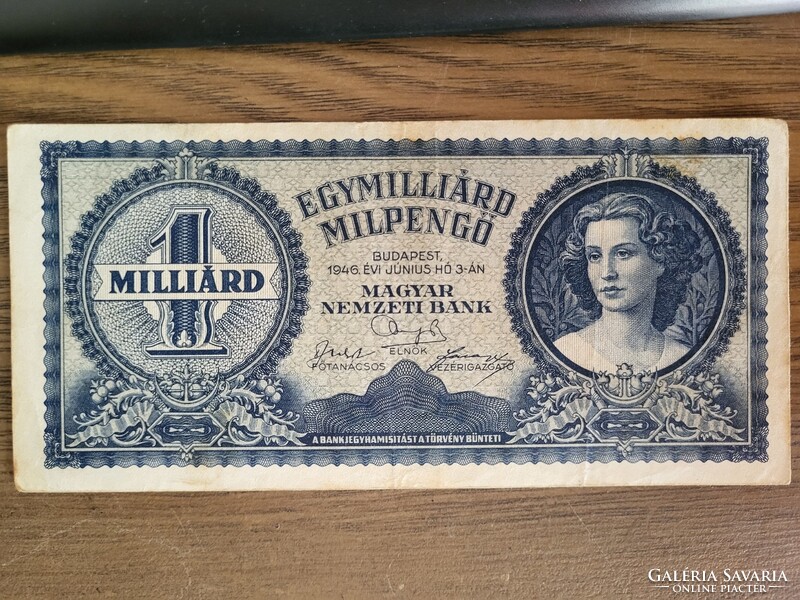 EGYMILLIÁRD
MILPENGŐ
1
MILLIÁRD
BUDAPEST,
1946. ÉVI JÚNIUS HÓ 3-ÁN
MAGYAR
NEMZETI BANK
ELNÖK
FŐTANÁCSOS VEZÉRIGAZGATÓ
A BANKJEGYHAMISÍTÁST A TÖRVÉNY BÜNTETI
GALÉRIA SAVARIA
ONLINE PIACTÉR